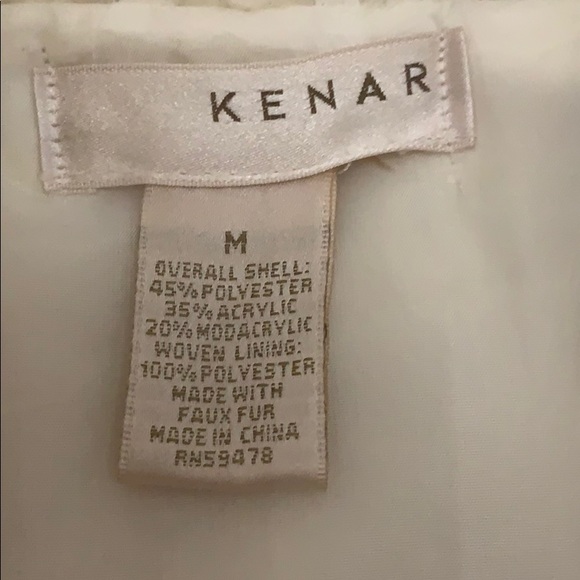 KENAR
M
OVERALL SHELL:
45% POLYESTER
35% ACRYLIC
20% MODACRYLIC
WOVEN LINING:
100% POLYESTER
MADE WITH
FAUX FUR
MADE IN CHINA
RN59478